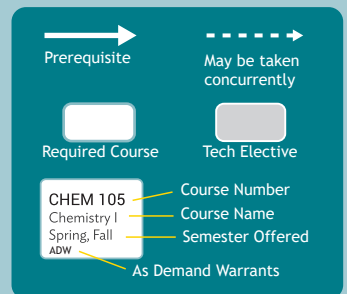 Prerequisite
May be taken
concurrently
Required Course
Tech Elective
CHEM 105
Chemistry I
Spring, Fall
ADW
Course Number
Course Name
Semester Offered
As Demand Warrants